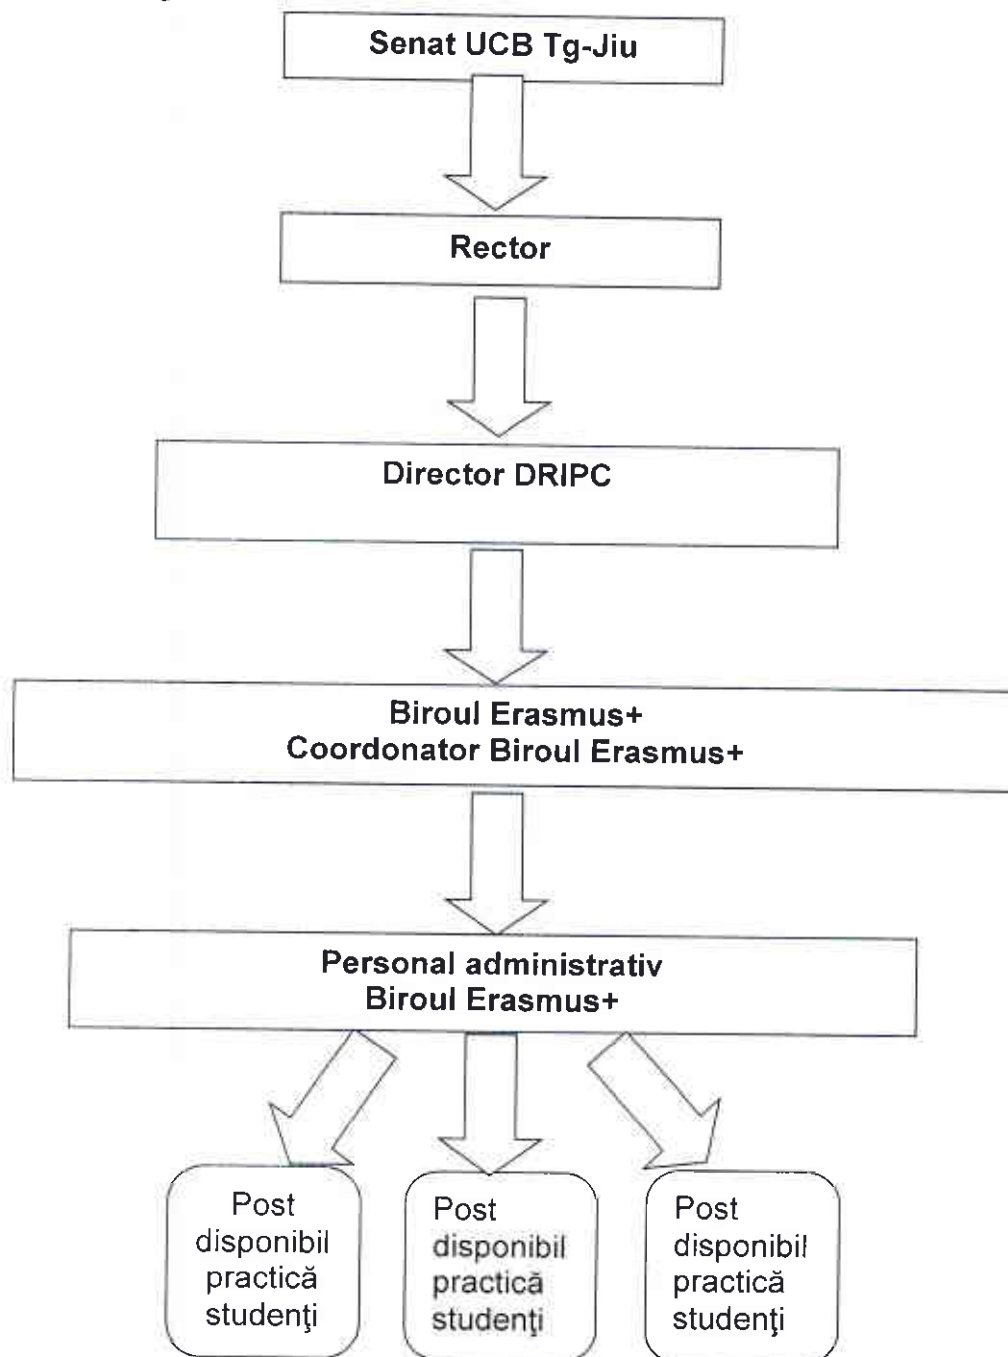 Senat UCB Tg-Jiu
Rector
Director DRIPC
Biroul Erasmus+
Coordonator Biroul Erasmus+
Personal administrativ
Biroul Erasmus+
Post
disponibil
practică
studenţi
Post
disponibil
practică
studenţi
Post
disponibil
practică
studenţi